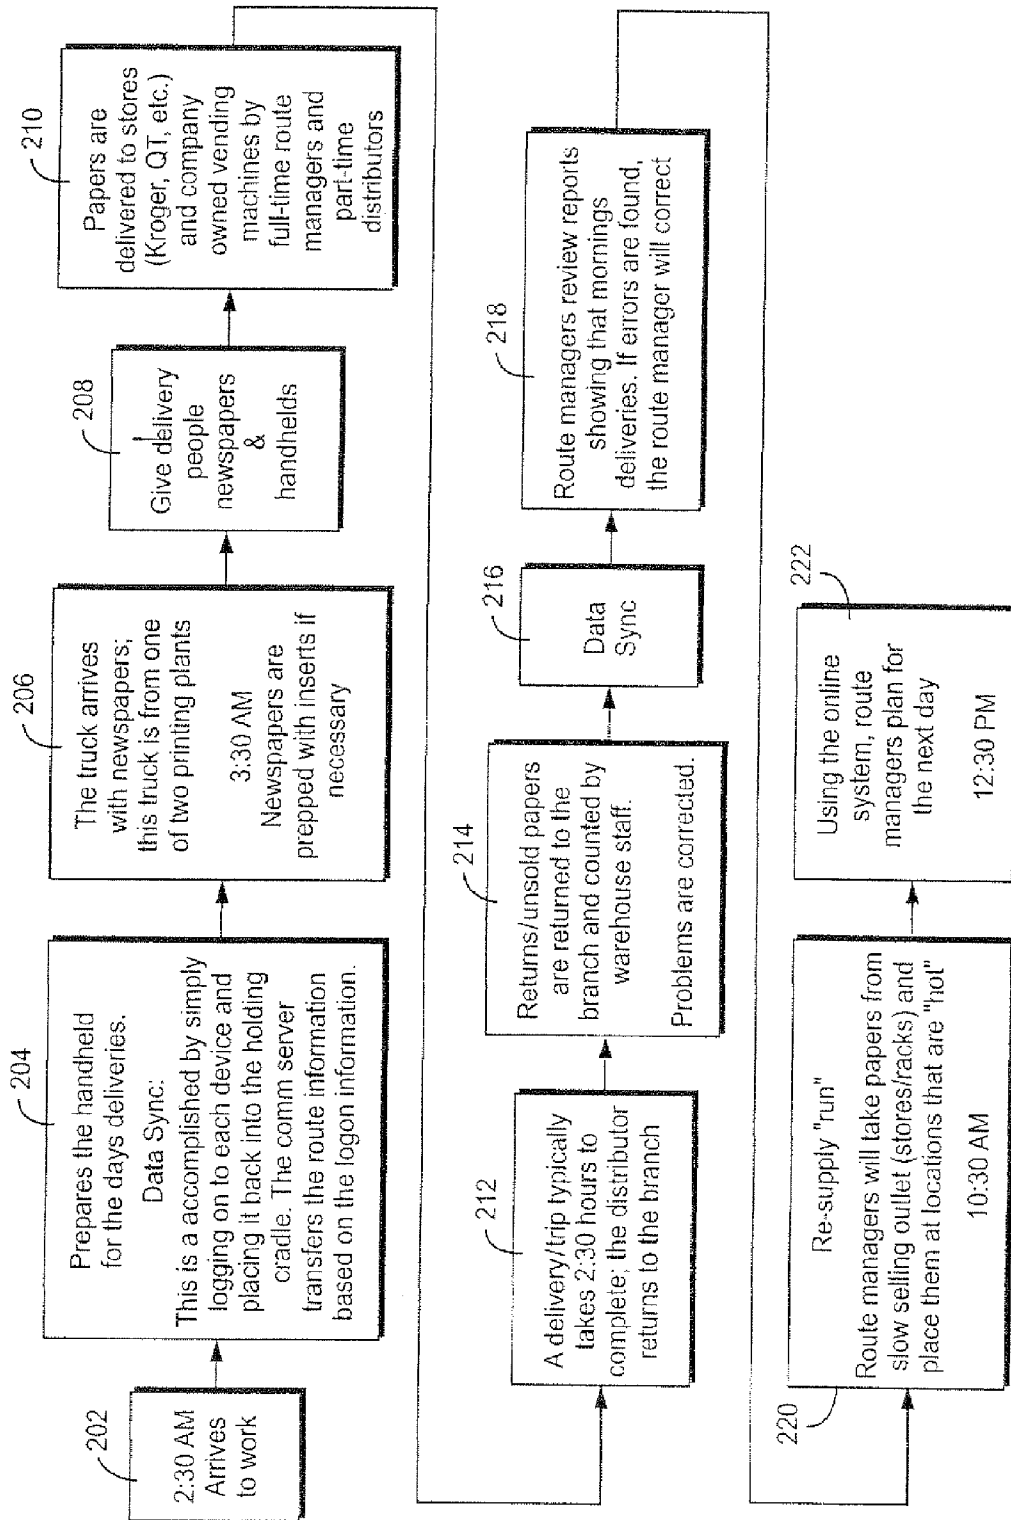 202
2:30 AM
Arrives
to work
204
Prepares the handheld
for the days deliveries.
Data Sync:
This is a accomplished by simply
logging on to each device and
placing it back into the holding
cradle. The comm server
transfers the route information
based on the logon information.
206
The truck arrives
with newspapers;
this truck is from one
of two printing plants
3:30 AM
Newspapers are
prepped with inserts if
necessary
208
Give delivery
people
newspapers
&
handhelds
210
Papers are
delivered to stores
(Kroger, QT, etc.)
and company
owned vending
machines by
full-time route
managers and
part-time
distributors
212
A delivery/trip typically
takes 2:30 hours to
complete; the distributor
returns to the branch
214
Returns/unsold papers
are returned to the
branch and counted by
warehouse staff.
Problems are corrected.
216
Data
Sync
218
Route managers review reports
showing that mornings
deliveries. If errors are found,
the route manager will correct
220
Re-supply "run"
Route managers will take papers from
slow selling outlet (stores/racks) and
place them at locations that are "hot"
10:30 AM
222
Using the online
system, route
managers plan for
the next day
12:30 PM